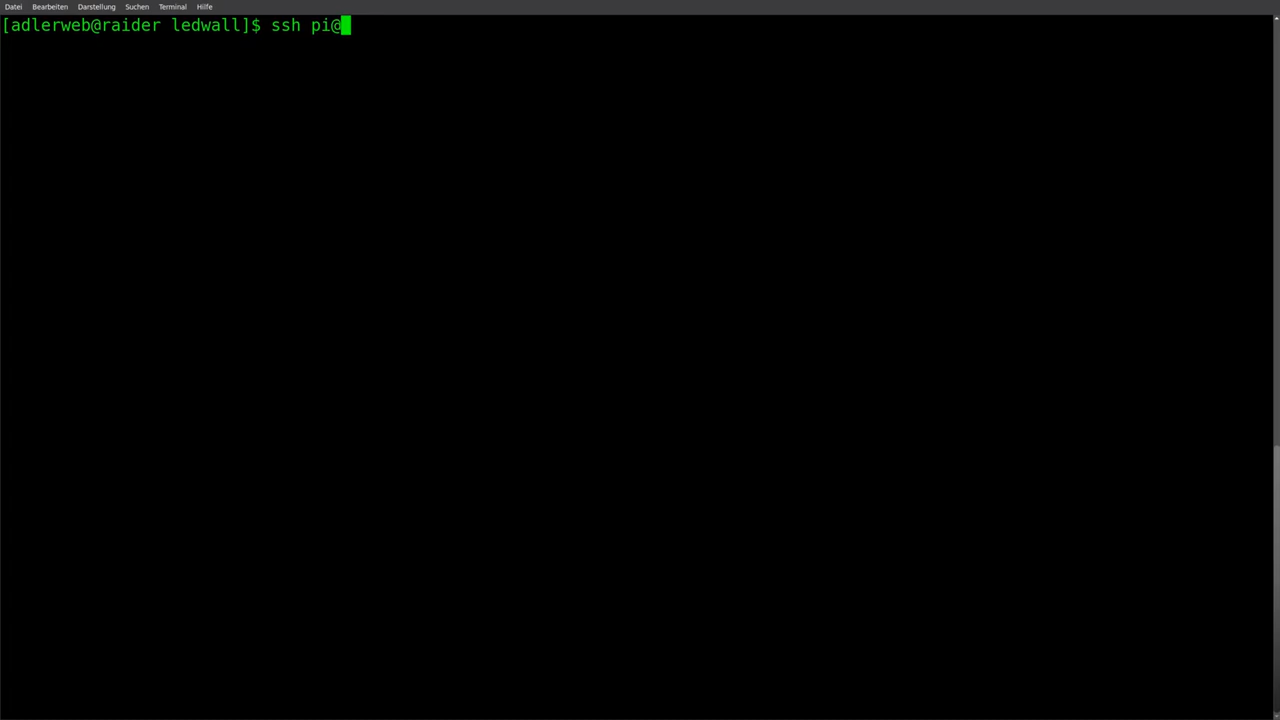 Datei Bearbeiten Darstellung Suchen Terminal Hilfe
[adlerweb@raider ledwall]$ ssh pi@